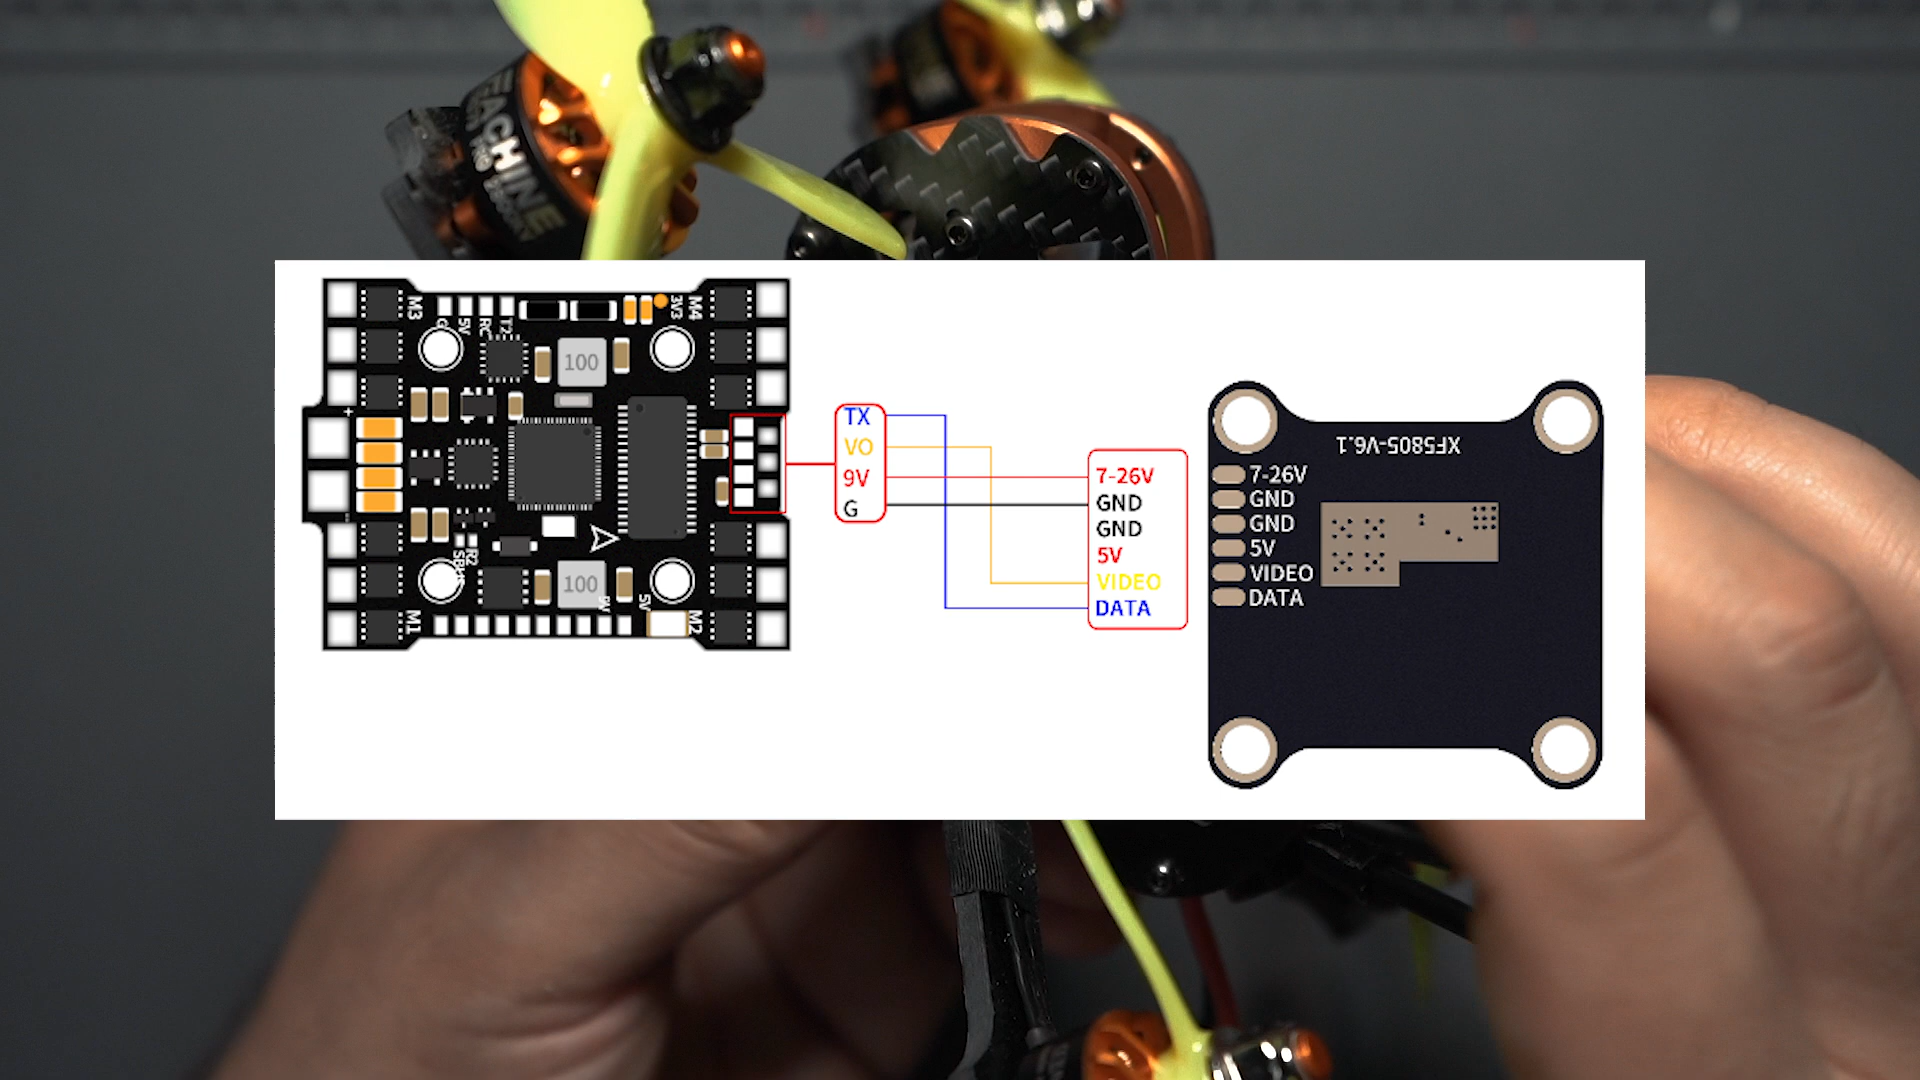 EACHINE
M3
G
5V
RC
T2
3V3
M4
100
+
R2
100
9V
5V
M1
M2
TX
VO
9V
G
7-26V
GND
GND
5V
VIDEO
DATA
XF5805-V6.1
7-26V
GND
GND
5V
VIDEO
DATA